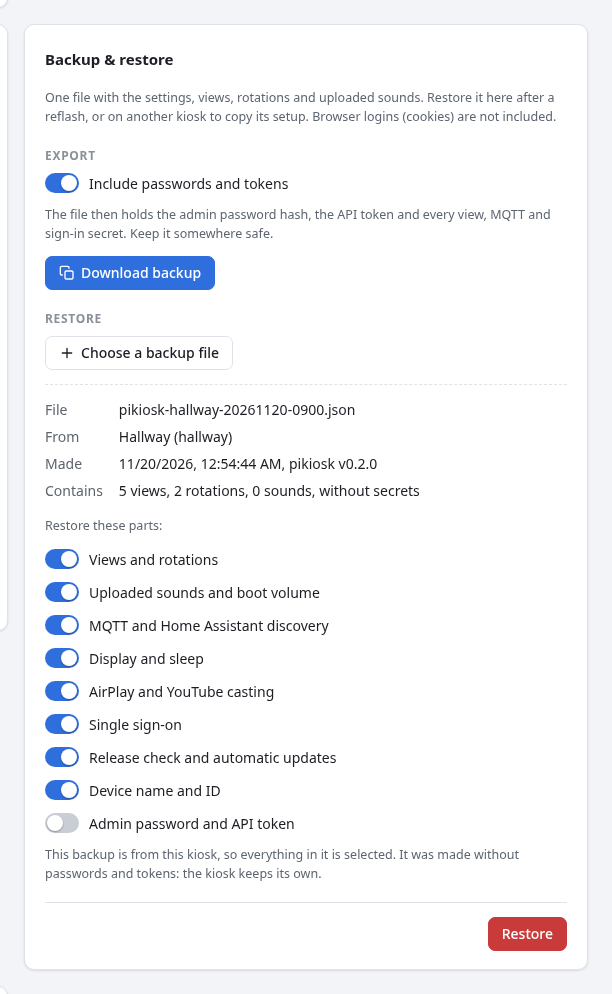 Backup & restore
One file with the settings, views, rotations and uploaded sounds. Restore it here after a
reflash, or on another kiosk to copy its setup. Browser logins (cookies) are not included.
EXPORT
Include passwords and tokens
The file then holds the admin password hash, the API token and every view, MQTT and
sign-in secret. Keep it somewhere safe.
Download backup
RESTORE
Choose a backup file
File pikiosk-hallway-20261120-0900.json
From Hallway (hallway)
Made 11/20/2026, 12:54:44 AM, pikiosk v0.2.0
Contains 5 views, 2 rotations, 0 sounds, without secrets
Restore these parts:
Views and rotations
Uploaded sounds and boot volume
MQTT and Home Assistant discovery
Display and sleep
AirPlay and YouTube casting
Single sign-on
Release check and automatic updates
Device name and ID
Admin password and API token
This backup is from this kiosk, so everything in it is selected. It was made without
passwords and tokens: the kiosk keeps its own.
Restore